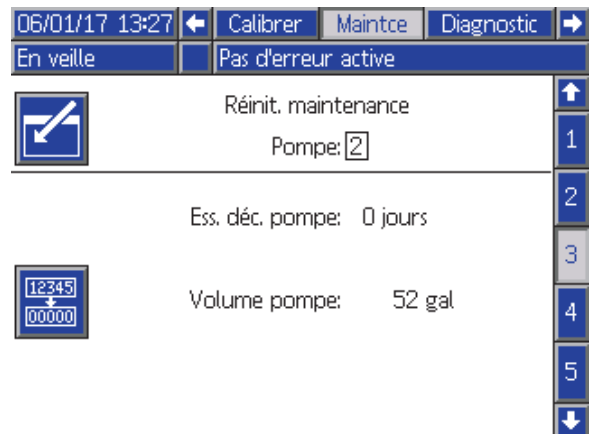 06/01/17 13:27 Calibrer Maintce Diagnostic
En veille Pas d'erreur active
Réinit. maintenance
Pompe: 2
1
2
Ess. déc. pompe: 0 jours
3
12345
00000
Volume pompe: 52 gal
4
5